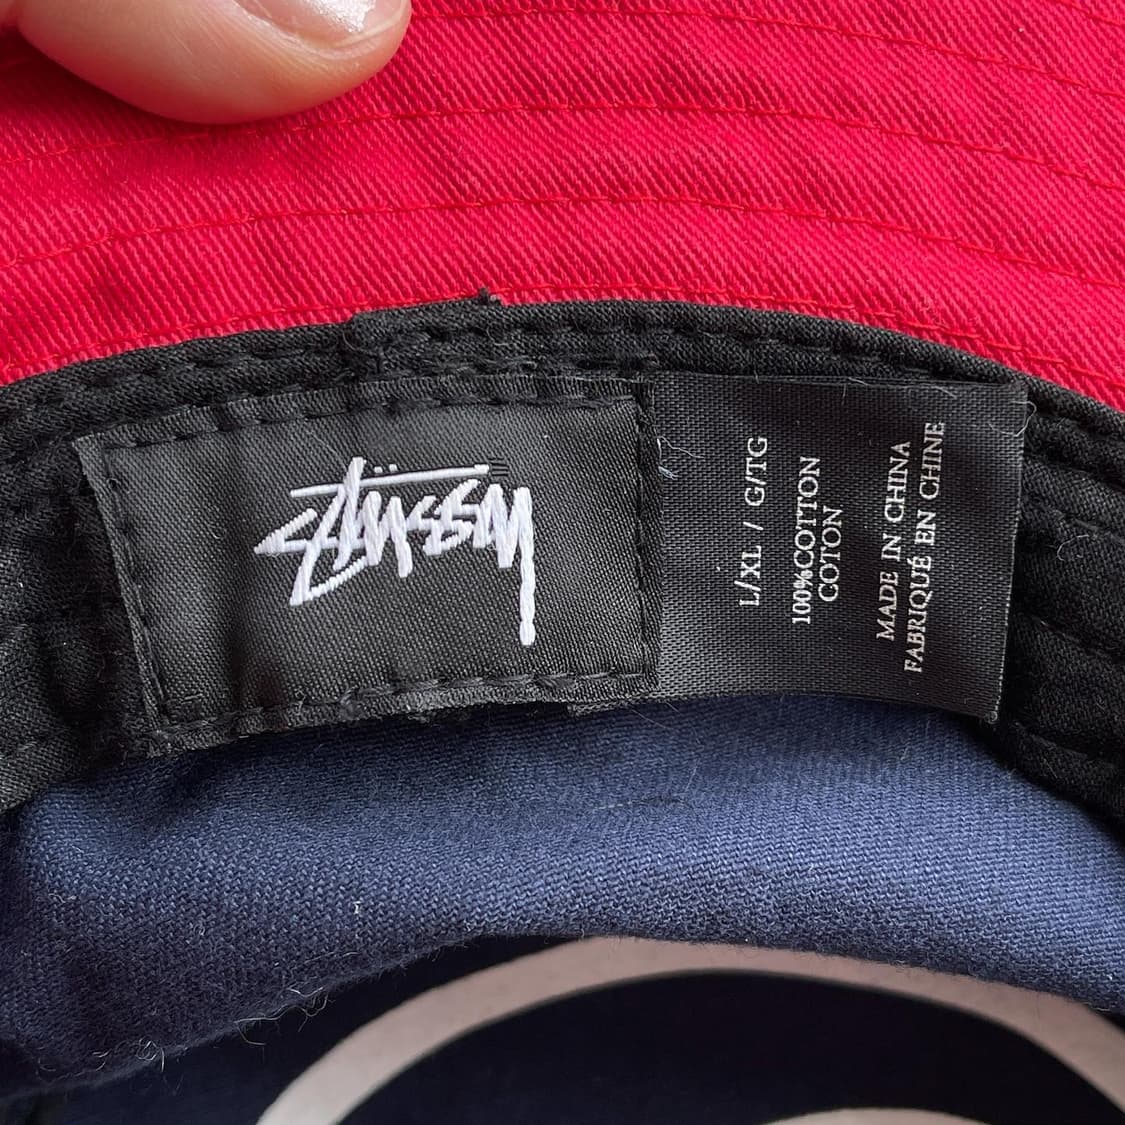 Stüssy
L/XL / G/TG
100%COTTON
COTON
MADE IN CHINA
FABRIQUÉ EN CHINE